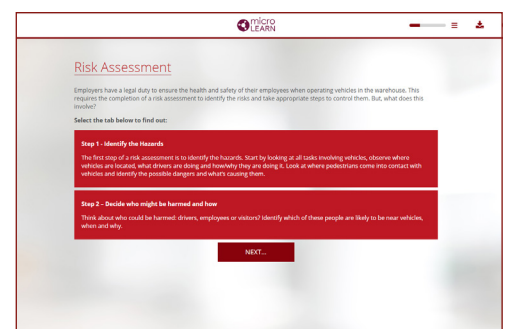 micro
LEARN
Risk Assessment
Employers have a legal duty to ensure the health and safety of their employees when operating vehicles in the warehouse. This
requires the completion of a risk assessment to identify the risks and take appropriate steps to control them. But, what does this
involve?
Select the tab below to find out:
Step 1 - Identify the Hazards
The first step of a risk assessment is to identify the hazards. Start by looking at all tasks involving vehicles, observe where
vehicles are located, what drivers are doing and how/why they are doing it. Look at where pedestrians come into contact with
vehicles and identify the possible dangers and what's causing them.
Step 2 – Decide who might be harmed and how
Think about who could be harmed: drivers, employees or visitors? Identify which of these people are likely to be near vehicles,
when and why.
NEXT...